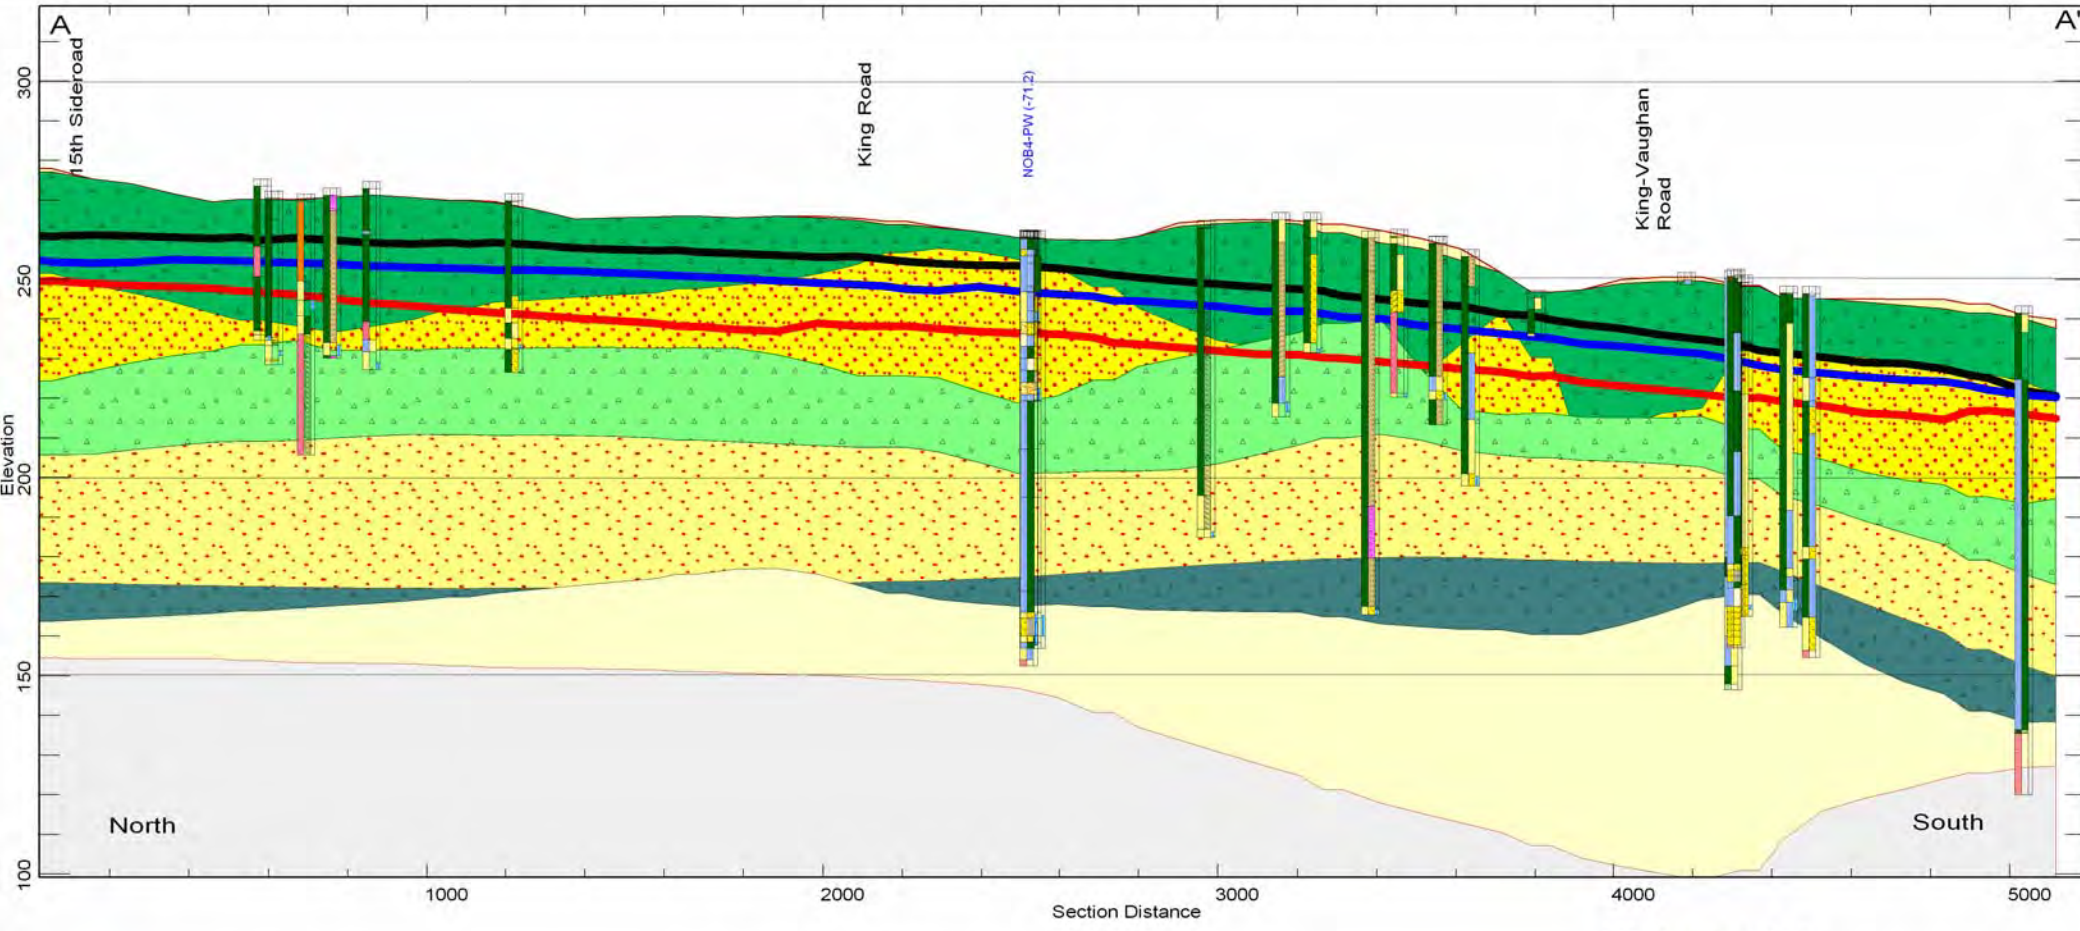 A
A'
15th Sideroad
King Road
NOB4-PW (-71.2)
King-Vaughan
Road
300
250
200
150
100
Elevation
North
South
1000
2000
3000
4000
5000
Section Distance